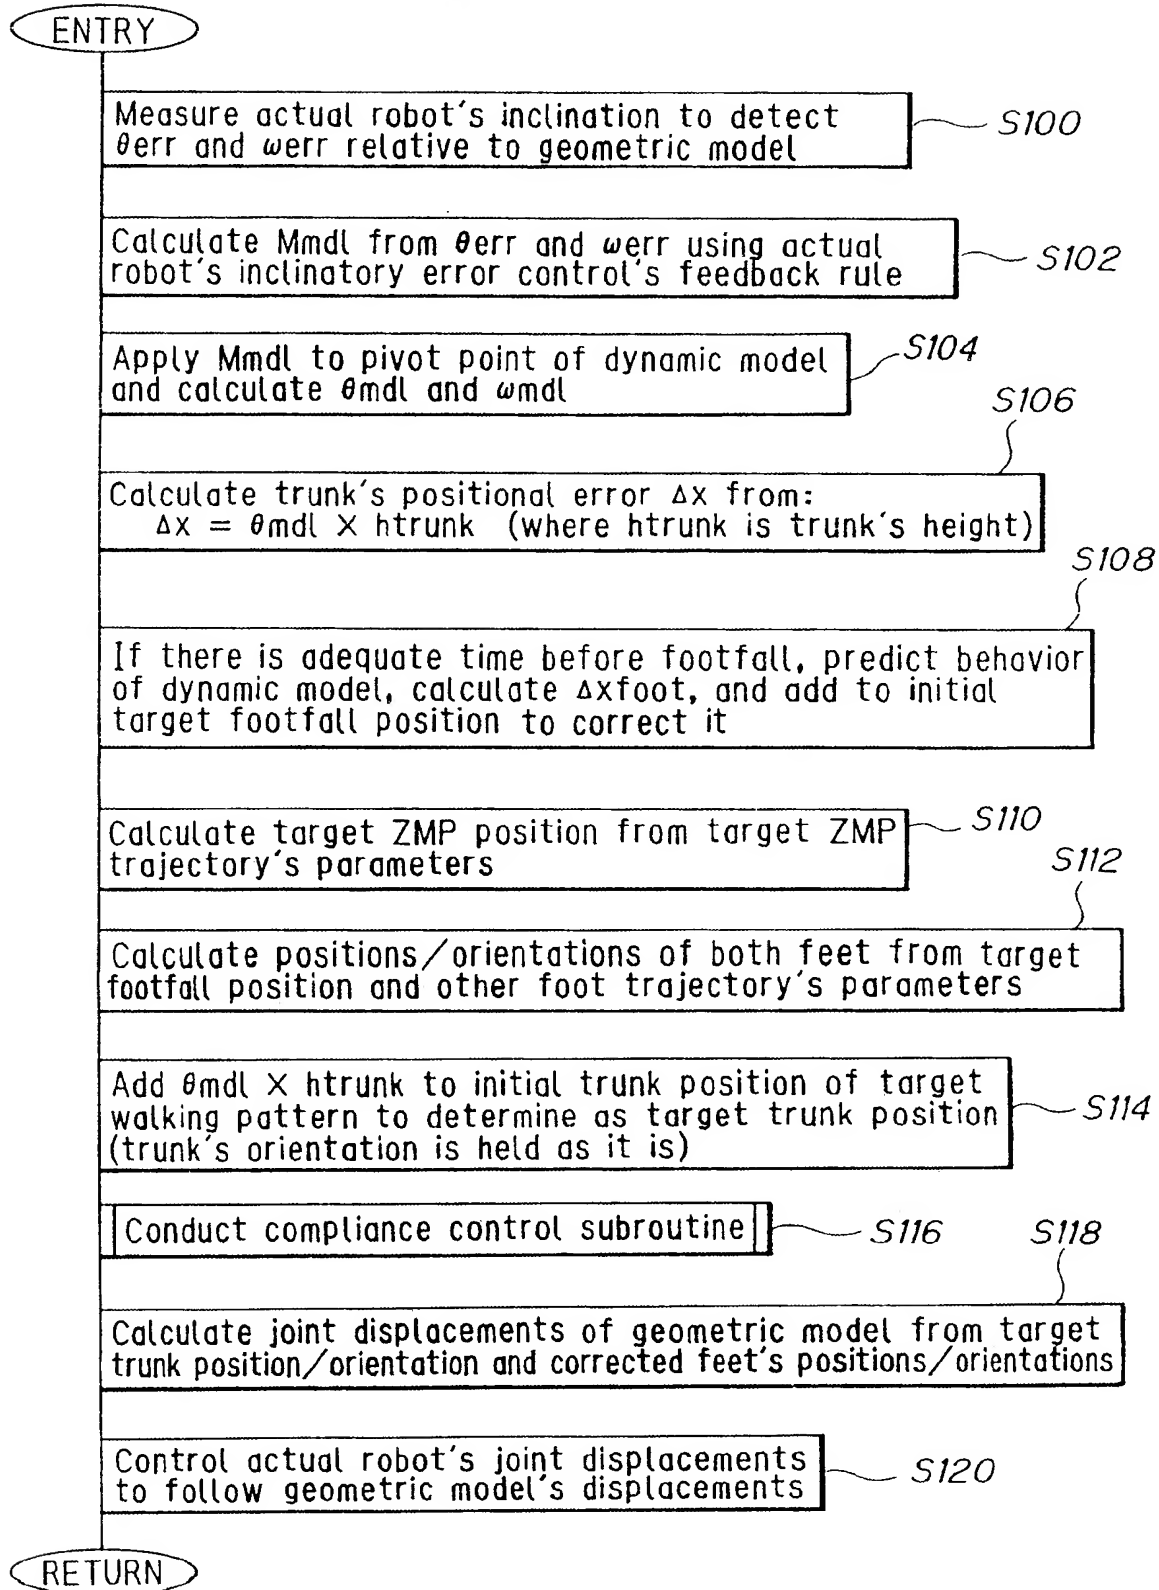 ENTRY
Measure actual robot's inclination to detect
θerr and ωerr relative to geometric model
S100
Calculate Mmdl from θerr and ωerr using actual
robot's inclinatory error control's feedback rule
S102
Apply Mmdl to pivot point of dynamic model
and calculate θmdl and ωmdl
S104
S106
Calculate trunk's positional error Δx from:
Δx = θmdl X htrunk (where htrunk is trunk's height)
S108
If there is adequate time before footfall, predict behavior
of dynamic model, calculate Δxfoot, and add to initial
target footfall position to correct it
Calculate target ZMP position from target ZMP
trajectory's parameters
S110
S112
Calculate positions/orientations of both feet from target
footfall position and other foot trajectory's parameters
Add θmdl X htrunk to initial trunk position of target
walking pattern to determine as target trunk position
(trunk's orientation is held as it is)
S114
Conduct compliance control subroutine
S116
S118
Calculate joint displacements of geometric model from target
trunk position/orientation and corrected feet's positions/orientations
Control actual robot's joint displacements
to follow geometric model's displacements
S120
RETURN